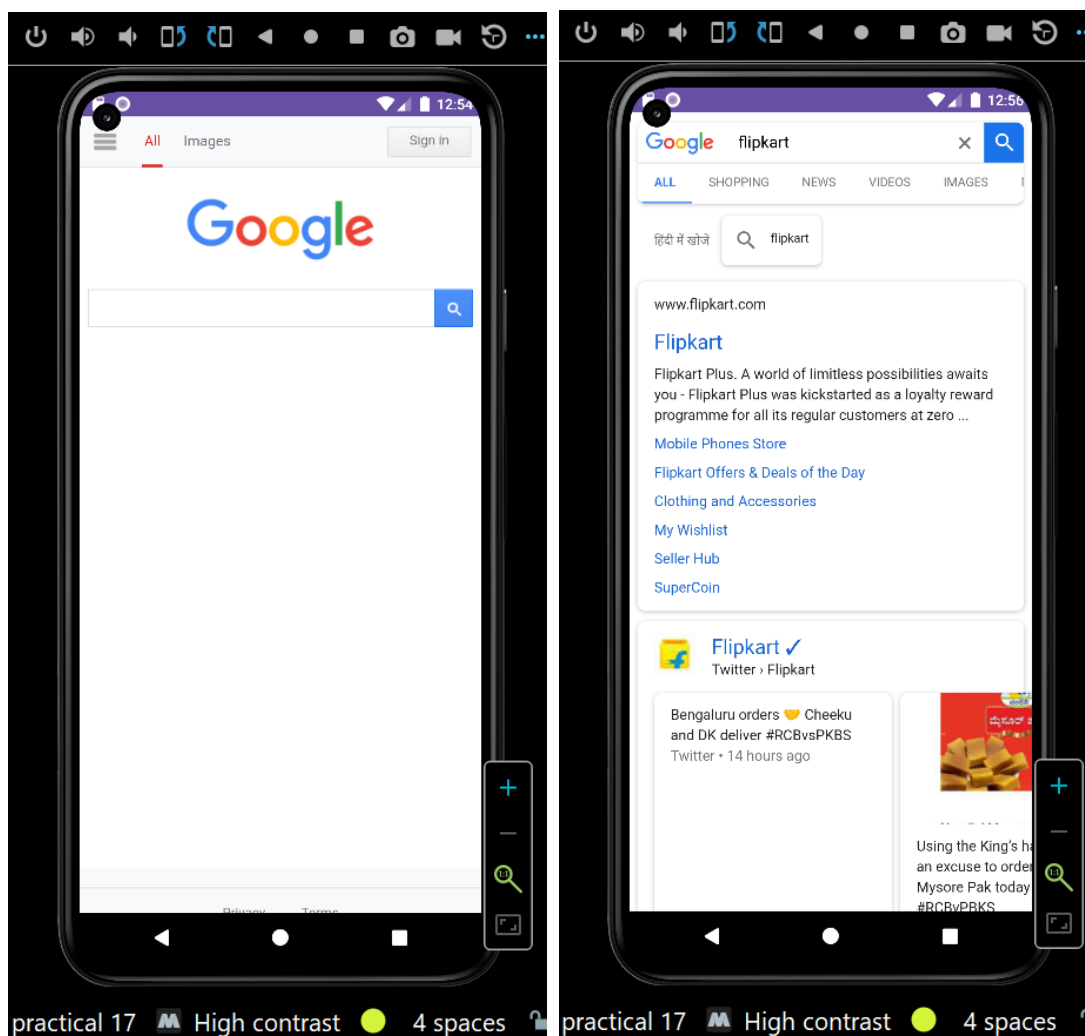 12:54
All Images Sign in
Google
practical 17 High contrast 4 spaces
12:56
Google flipkart
ALL SHOPPING NEWS VIDEOS IMAGES
हिंदी में खोजें flipkart
www.flipkart.com
Flipkart
Flipkart Plus. A world of limitless possibilities awaits
you - Flipkart Plus was kickstarted as a loyalty reward
programme for all its regular customers at zero ...
Mobile Phones Store
Flipkart Offers & Deals of the Day
Clothing and Accessories
My Wishlist
Seller Hub
SuperCoin
Flipkart ✓
Twitter › Flipkart
Bengaluru orders 🤝 Cheeku
and DK deliver #RCBvsPKBS
Twitter • 14 hours ago
ಮೈಸೂರ್
Using the King's
an excuse to order
Mysore Pak today
#RCBvPBKS
1:1
practical 17 High contrast 4 spaces